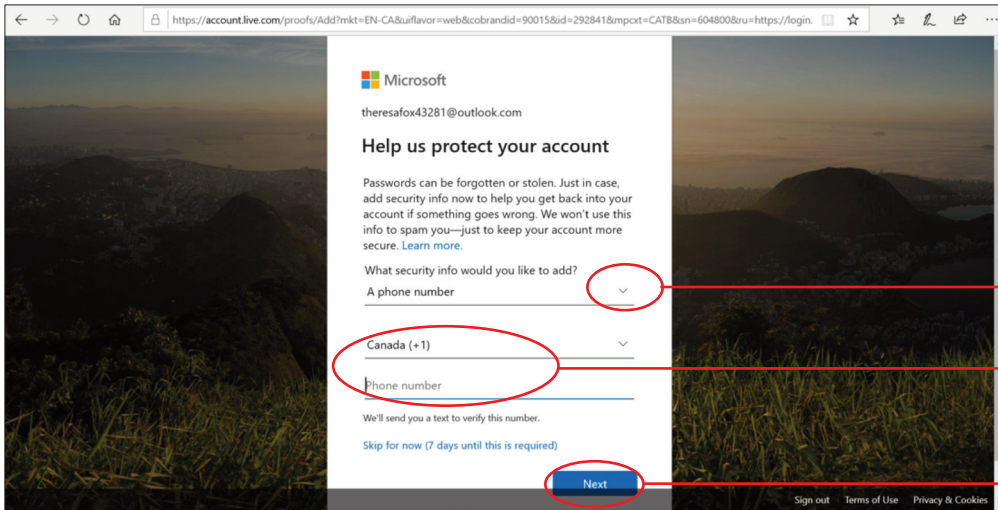 https://account.live.com/proofs/Add?mkt=EN-CA&uiflavor=web&cobrandid=90015&id=292841&mpcxt=CATB&sn=604800&ru=https://login.
Microsoft
theresafox43281@outlook.com
Help us protect your account
Passwords can be forgotten or stolen. Just in case,
add security info now to help you get back into your
account if something goes wrong. We won't use this
info to spam you—just to keep your account more
secure. Learn more.
What security info would you like to add?
A phone number
Canada (+1)
Phone number
We'll send you a text to verify this number.
Skip for now (7 days until this is required)
Next
Sign out Terms of Use Privacy & Cookies